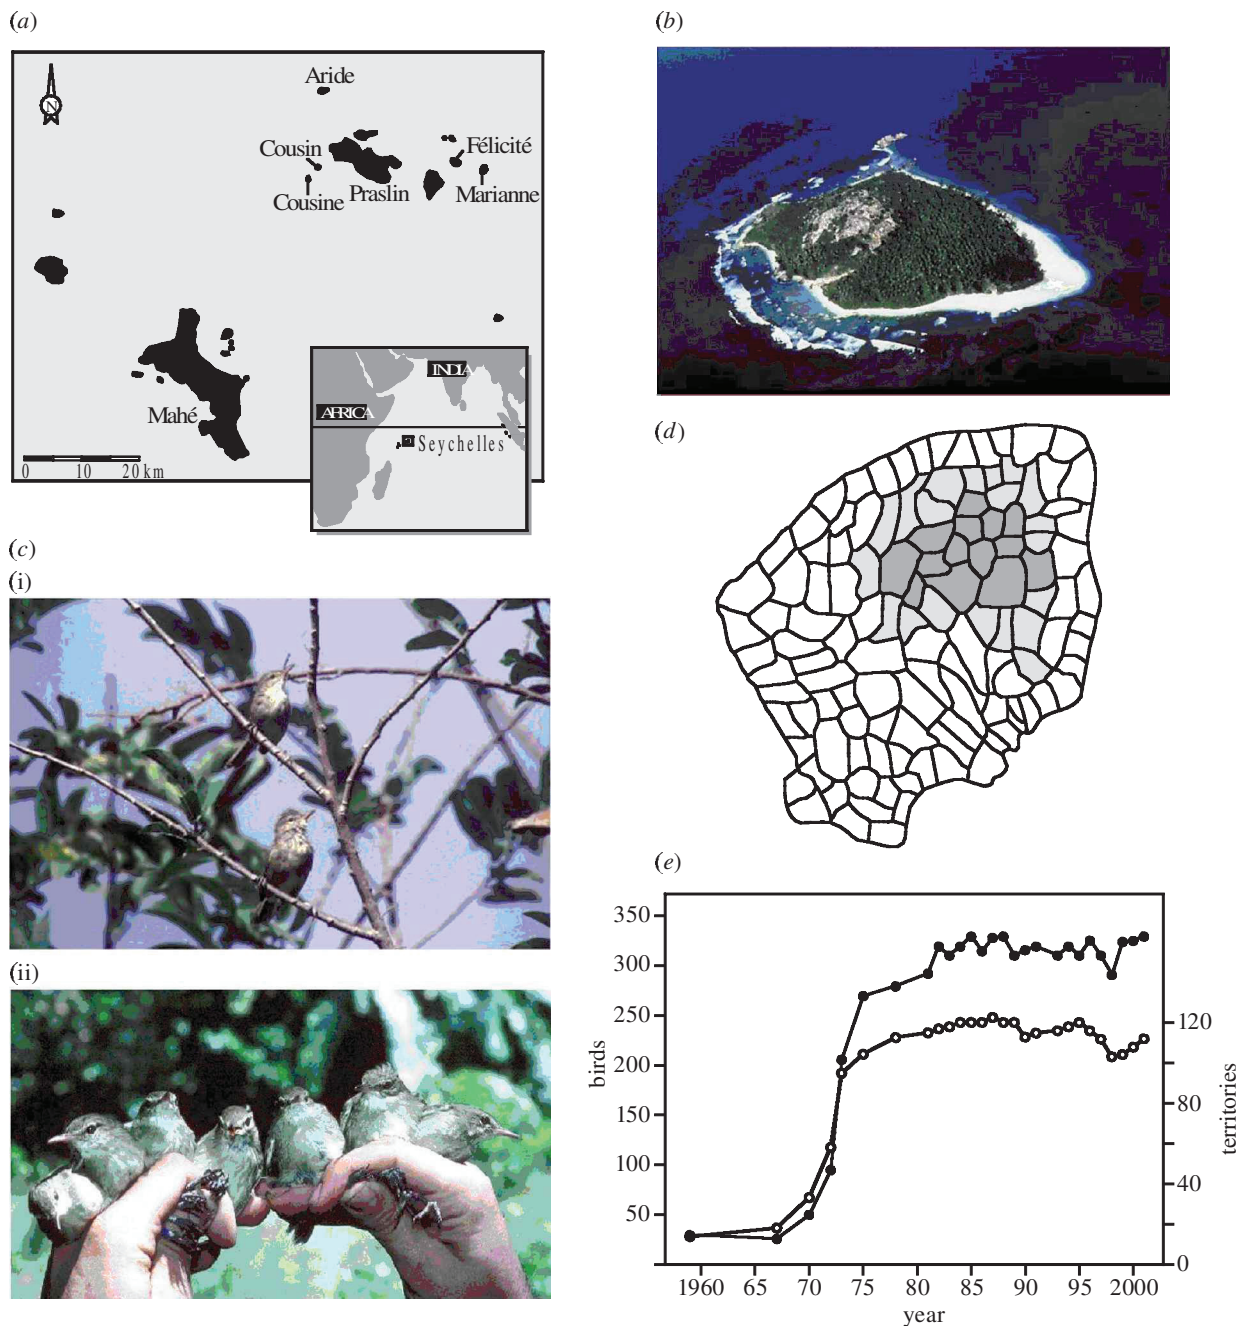 (a)
N
Aride
Cousin
Félicité
Cousine
Praslin
Marianne
Mahé
0 10 20 km
INDIA
AFRICA
Seychelles
(b)
(c)
(i)
(ii)
(d)
(e)
350
300
250
200
150
100
50
birds
120
80
40
0
territories
1960 65 70 75 80 85 90 95 2000
year